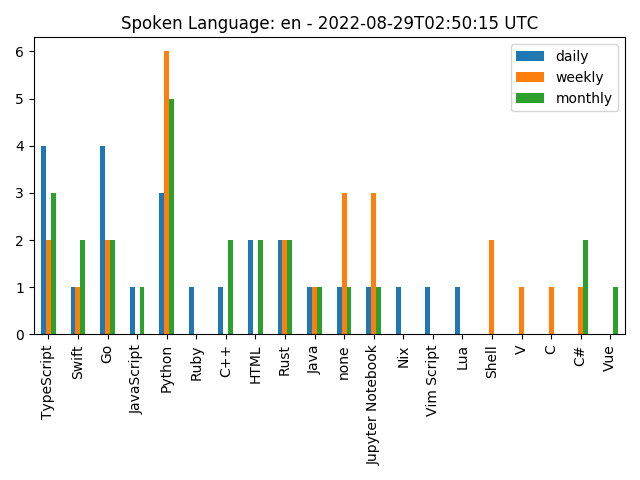 Spoken Language: en - 2022-08-29T02:50:15 UTC
daily
weekly
monthly
6
5
4
3
2
1
0
TypeScript
Swift
Go
JavaScript
Python
Ruby
C++
HTML
Rust
Java
none
Jupyter Notebook
Nix
Vim Script
Lua
Shell
V
C
C#
Vue